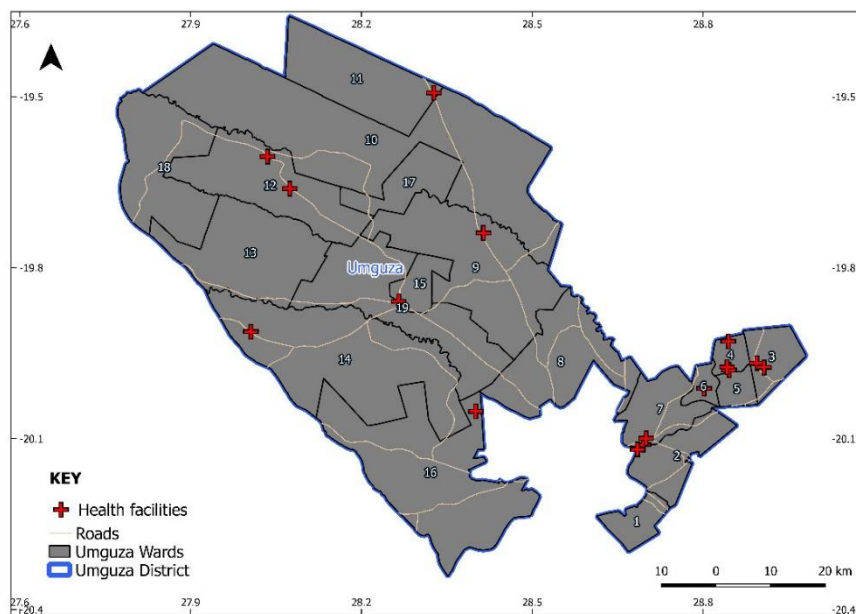 27.6 27.9 28.2 28.5 28.8
-19.5 -19.5
11
10
18
12
17
13
Umguza
9
-19.8 -19.8
15
19
14
8
4
3
6
5
7
2
-20.1 -20.1
16
1
KEY
Health facilities
Roads
Umguza Wards
Umguza District
10 0 10 20 km
27.6 27.9 28.2 28.5 28.8
-20.4 -20.4